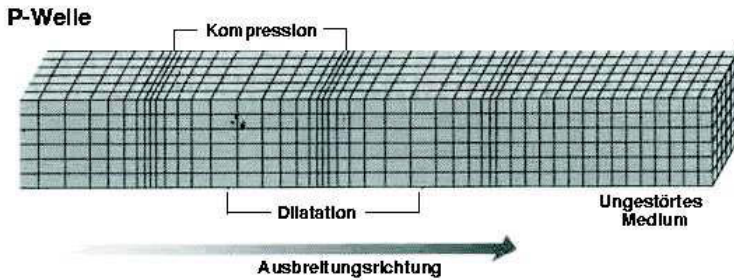 P-Welle
Kompression
Dilatation
Ungestörtes
Medium
Ausbreitungsrichtung